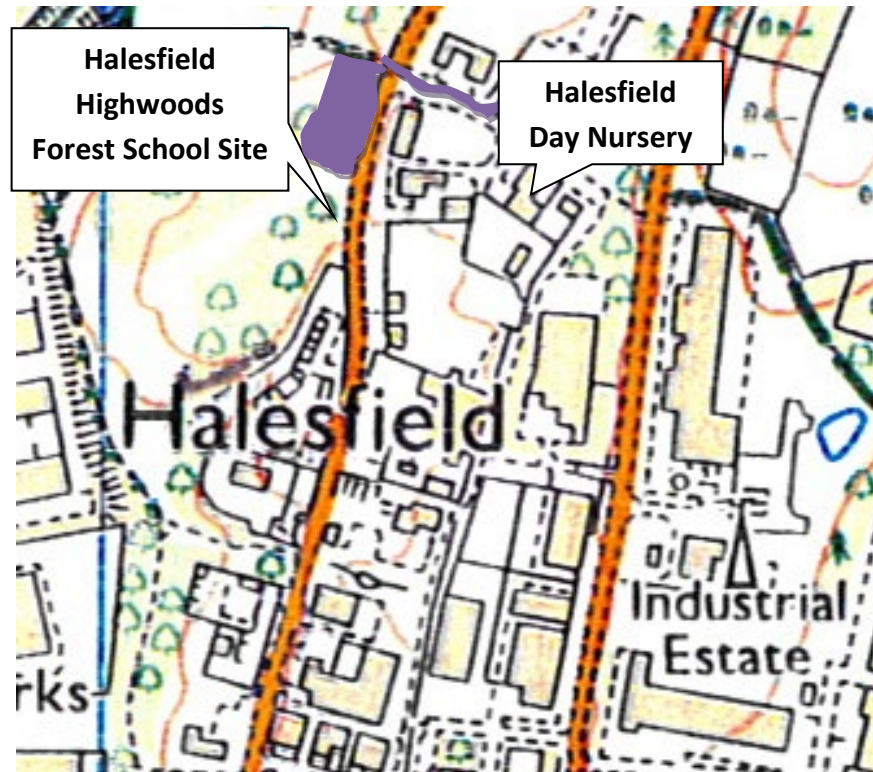 Halesfield
Highwoods
Forest School Site
Halesfield
Day Nursery
Halesfield
Industrial
Estate
rks